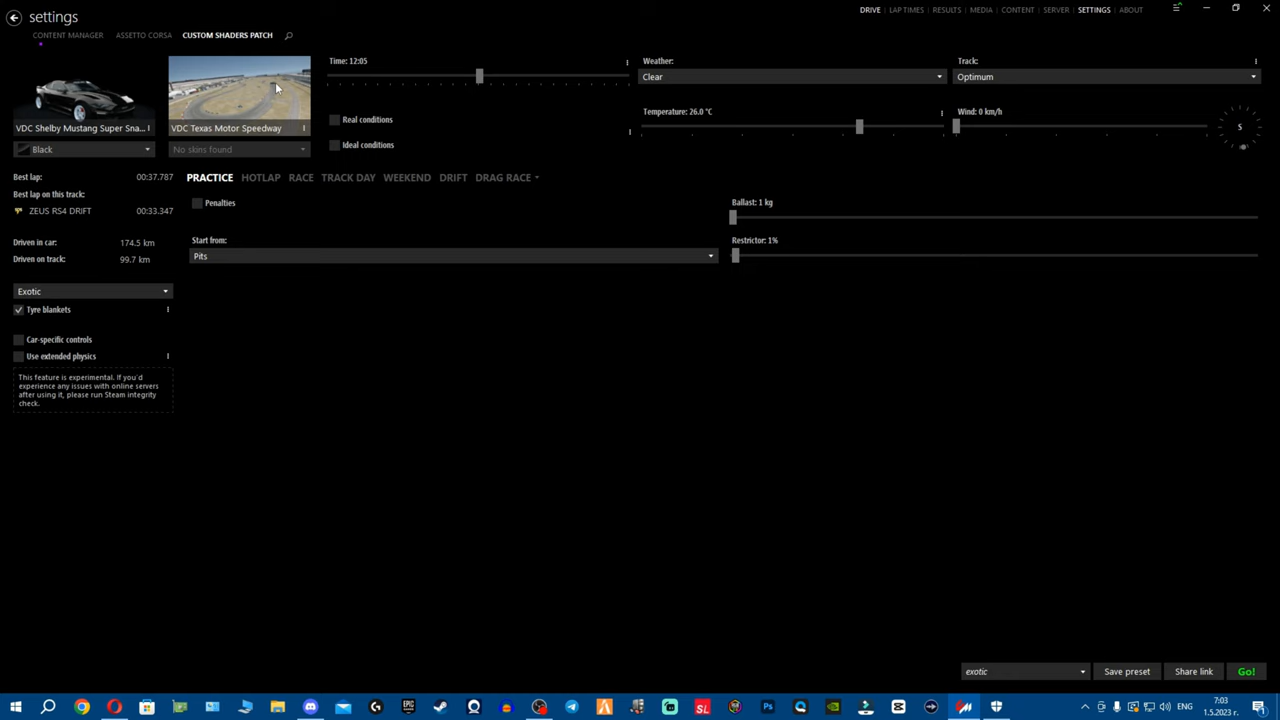 settings
DRIVE LAP TIMES RESULTS MEDIA CONTENT SERVER SETTINGS ABOUT
CONTENT MANAGER ASSETTO CORSA CUSTOM SHADERS PATCH
VDC Shelby Mustang Super Sna...
VDC Texas Motor Speedway
Black
No skins found
Time: 12:05
Real conditions
Ideal conditions
Weather:
Clear
Track:
Optimum
Temperature: 26.0 °C
Wind: 0 km/h
S
Best lap: 00:37.787
Best lap on this track:
ZEUS RS4 DRIFT 00:33.347
Driven in car: 174.5 km
Driven on track: 99.7 km
Exotic
Tyre blankets
Car-specific controls
Use extended physics
This feature is experimental. If you'd
experience any issues with online servers
after using it, please run Steam integrity
check.
PRACTICE HOTLAP RACE TRACK DAY WEEKEND DRIFT DRAG RACE
Penalties
Start from:
Pits
Ballast: 1 kg
Restrictor: 1%
exotic
Save preset
Share link
Go!
EPIC
GAMES
SL
Ps
ENG
7:03
1.5.2023 г.
1